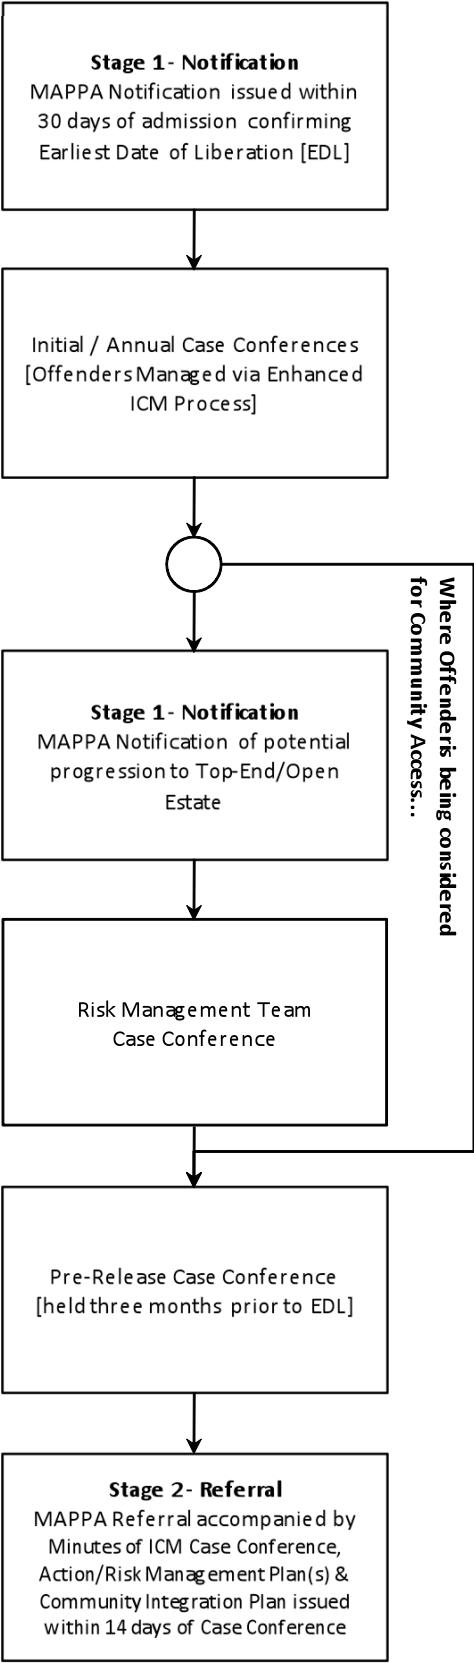 Stage 1- Notification
MAPPA Notification issued within
30 days of admission confirming
Earliest Date of Liberation [EDL]
Initial / Annual Case Conferences
[Offenders Managed via Enhanced
ICM Process]
Where Offender is being considered
for Community Access...
Stage 1- Notification
MAPPA Notification of potential
progression to Top-End/Open
Estate
Risk Management Team
Case Conference
Pre-Release Case Conference
[held three months prior to EDL]
Stage 2- Referral
MAPPA Referral accompanied by
Minutes of ICM Case Conference,
Action/Risk Management Plan(s) &
Community Integration Plan issued
within 14 days of Case Conference